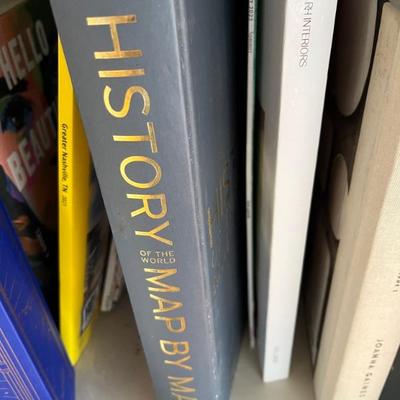 HELLO
BEAUT
Greater Nashville, TN
HISTORY
OF THE
WORLD
MAP BY MA
RH INTERIORS
JOANNA GAINES